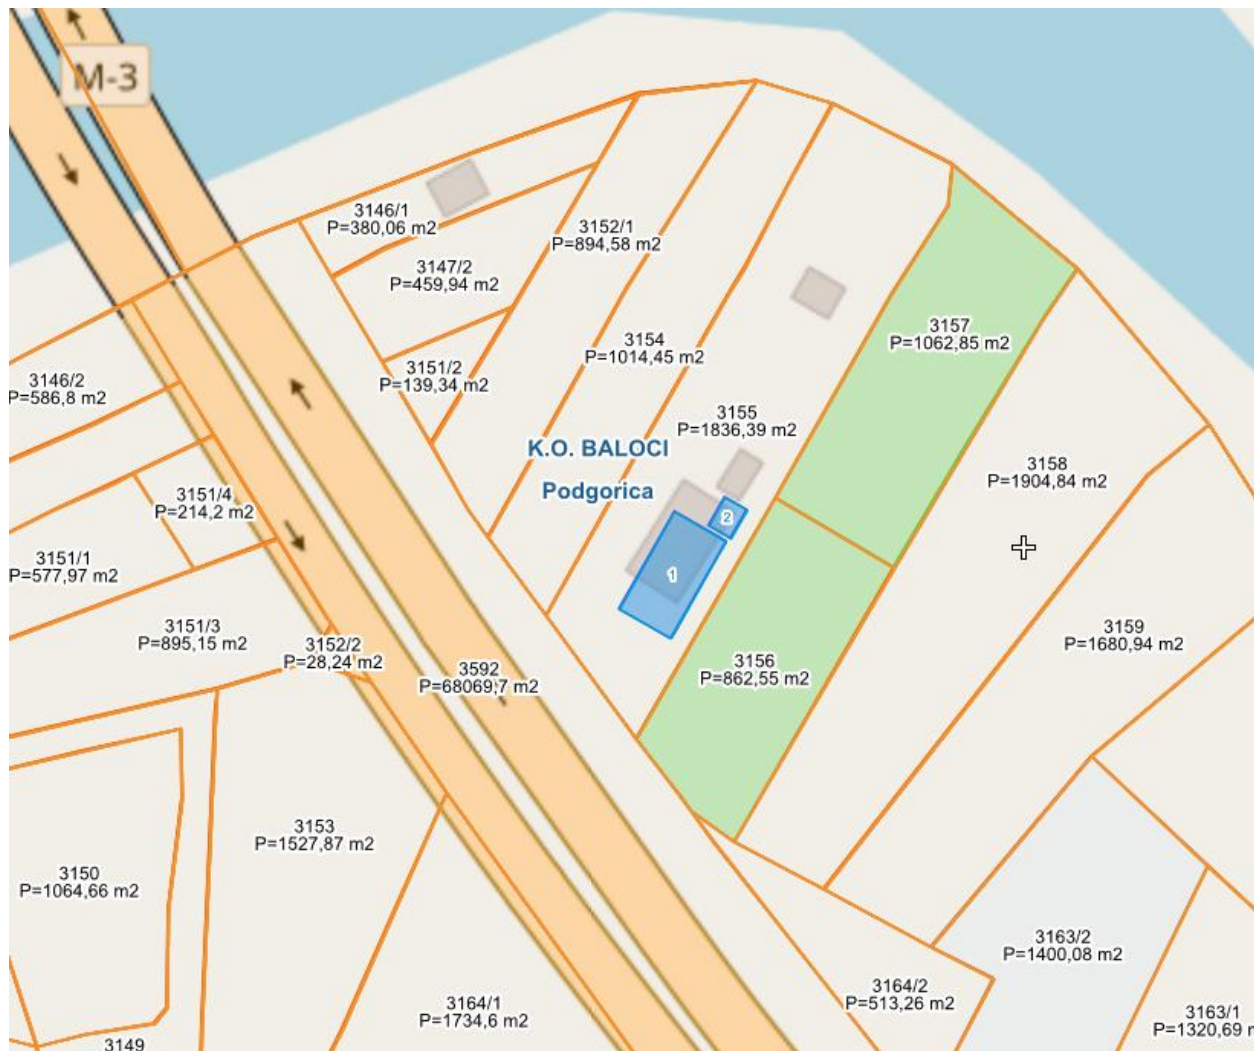 M-3
3146/1
P=380,06 m2
3152/1
P=894,58 m2
3147/2
P=459,94 m2
3157
P=1062,85 m2
3154
P=1014,45 m2
3151/2
P=139,34 m2
3146/2
P=586,8 m2
3155
P=1836,39 m2
K.O. BALOCI
Podgorica
3158
P=1904,84 m2
3151/4
P=214,2 m2
2
1
3151/1
P=577,97 m2
3151/3
P=895,15 m2
3152/2
P=28,24 m2
3592
P=68069,7 m2
3156
P=862,55 m2
3159
P=1680,94 m2
3153
P=1527,87 m2
3150
P=1064,66 m2
3163/2
P=1400,08 m2
3164/2
P=513,26 m2
3164/1
P=1734,6 m2
3163/1
P=1320,69 m
3149